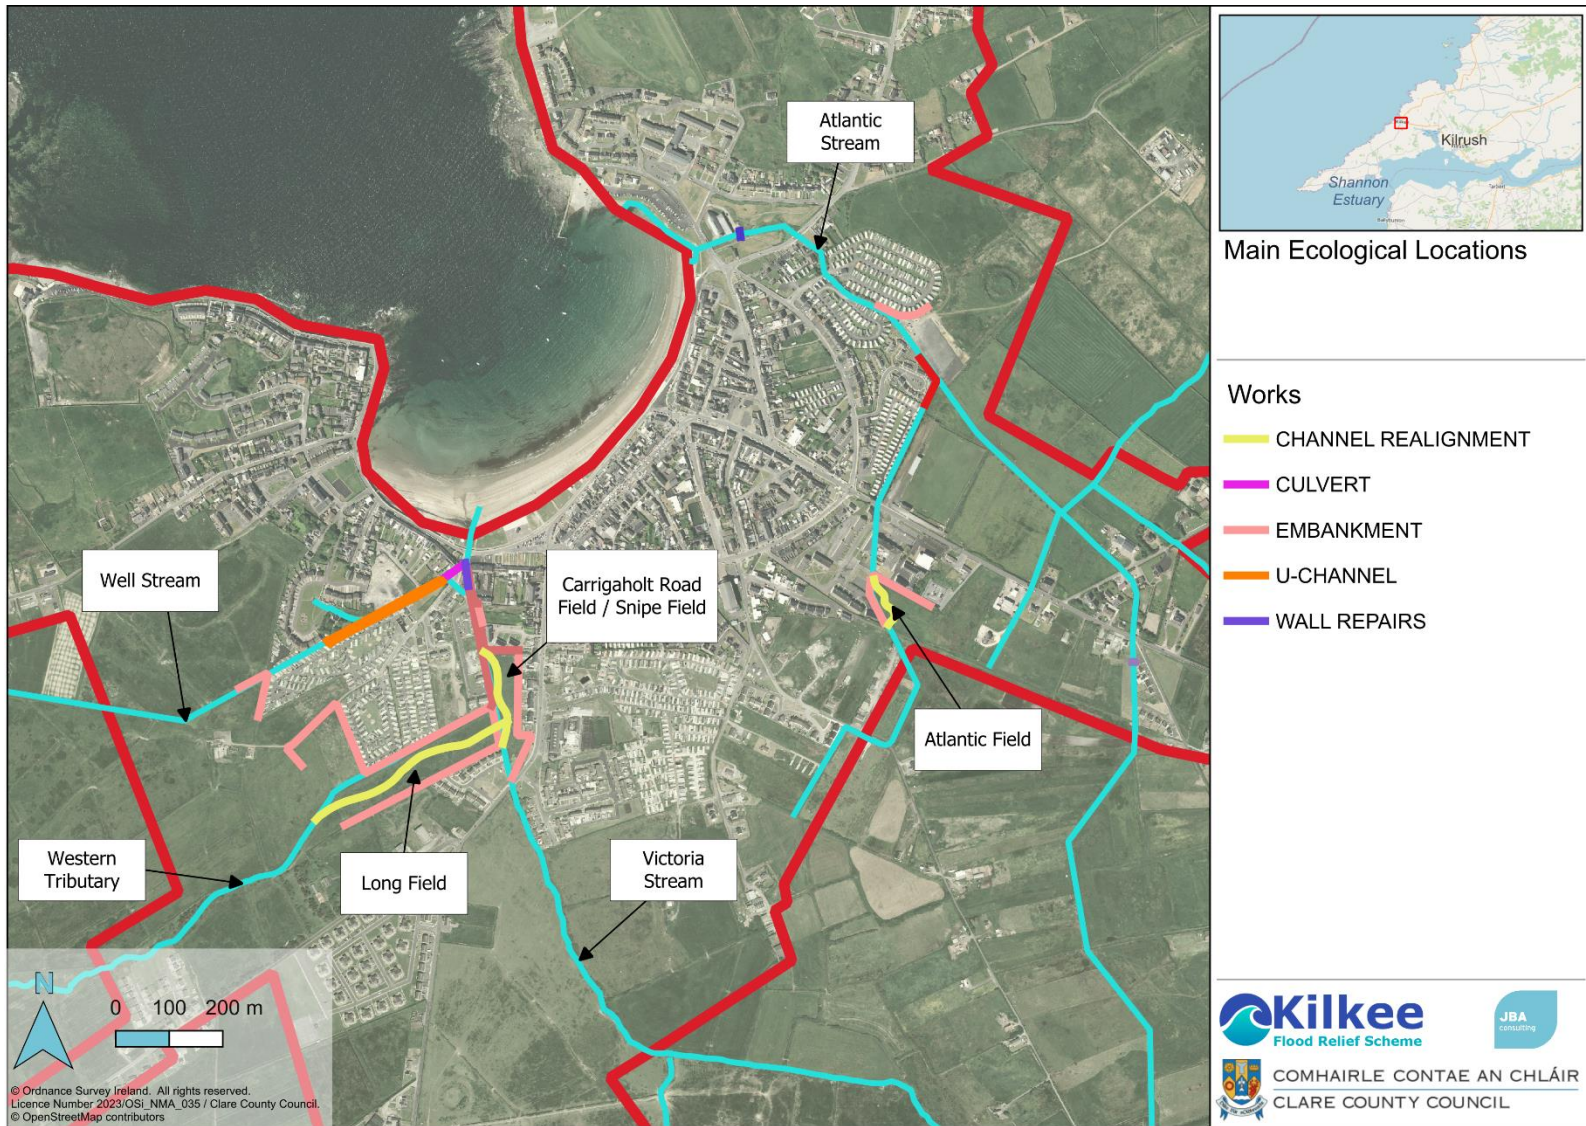 Atlantic
Stream
Well Stream
Carrigaholt Road
Field / Snipe Field
Atlantic Field
Western
Tributary
Long Field
Victoria
Stream
N
0 100 200 m
© Ordnance Survey Ireland. All rights reserved.
Licence Number 2023/OSi_NMA_035 / Clare County Council.
© OpenStreetMap contributors
Kilrush
Shannon
Estuary
Tarbert
Ballybunion
Main Ecological Locations
Works
CHANNEL REALIGNMENT
CULVERT
EMBANKMENT
U-CHANNEL
WALL REPAIRS
Kilkee
Flood Relief Scheme
JBA
consulting
COMHAIRLE CONTAE AN CHLÁIR
CLARE COUNTY COUNCIL